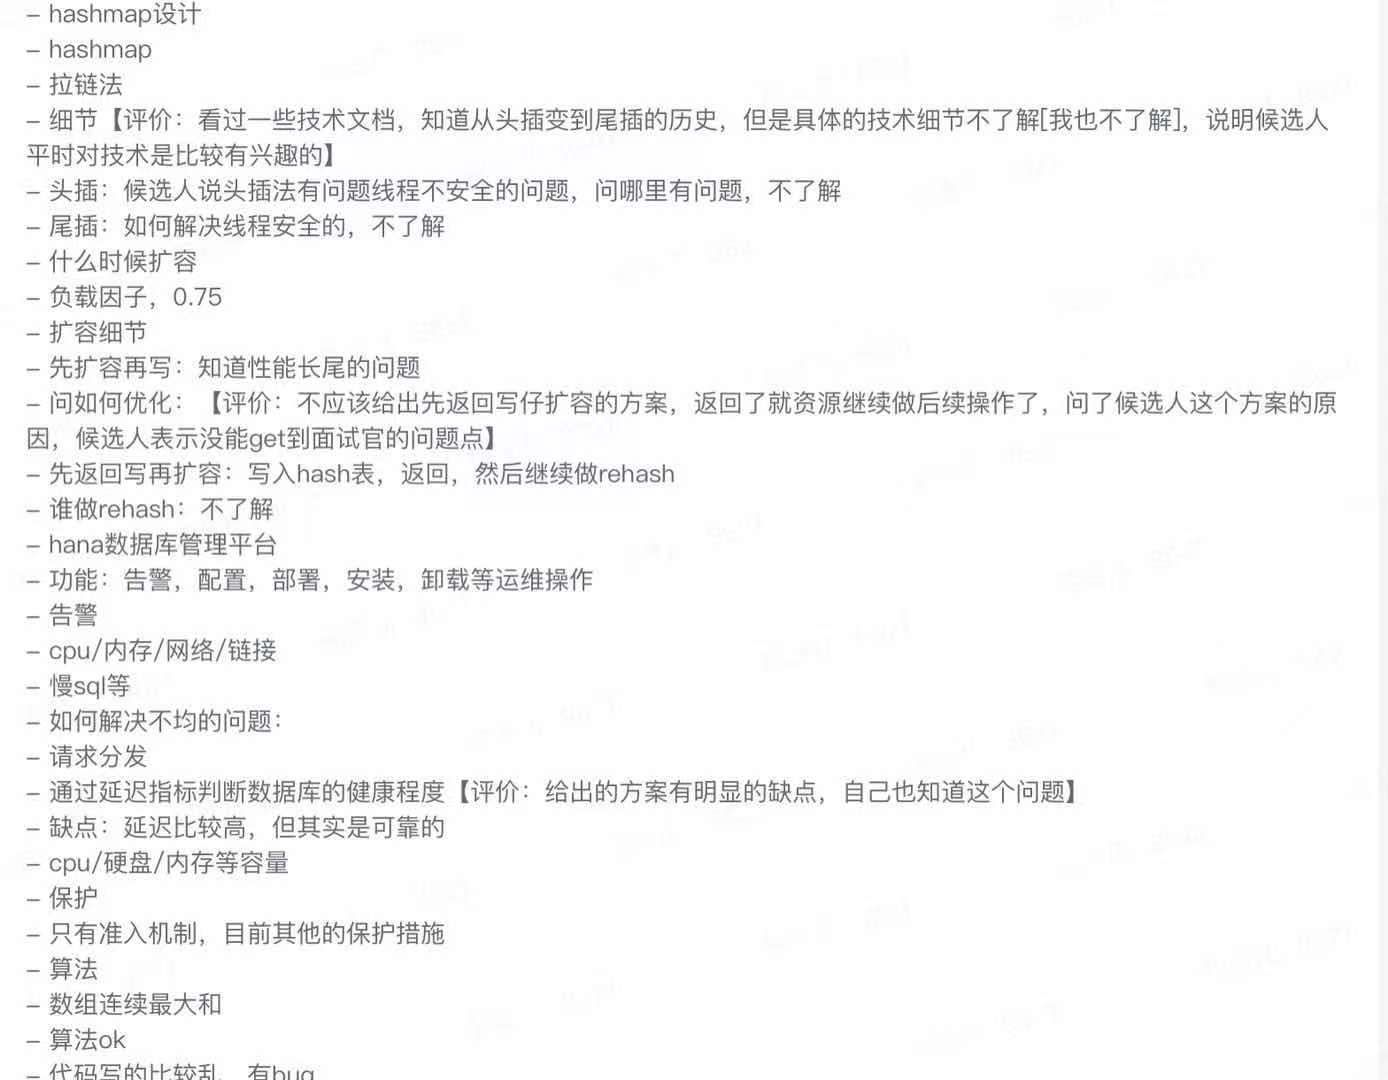 – hashmap设计
– hashmap
– 拉链法
– 细节【评价：看过一些技术文档，知道从头插变到尾插的历史，但是具体的技术细节不了解[我也不了解]，说明候选人
平时对技术是比较有兴趣的】
– 头插：候选人说头插法有问题线程不安全的问题，问哪里有问题，不了解
– 尾插：如何解决线程安全的，不了解
– 什么时候扩容
– 负载因子，0.75
– 扩容细节
– 先扩容再写：知道性能长尾的问题
– 问如何优化：【评价：不应该给出先返回写仔扩容的方案，返回了就资源继续做后续操作了，问了候选人这个方案的原
因，候选人表示没能get到面试官的问题点】
– 先返回写再扩容：写入hash表，返回，然后继续做rehash
– 谁做rehash：不了解
– hana数据库管理平台
– 功能：告警，配置，部署，安装，卸载等运维操作
– 告警
– cpu/内存/网络/链接
– 慢sql等
– 如何解决不均的问题：
– 请求分发
– 通过延迟指标判断数据库的健康程度【评价：给出的方案有明显的缺点，自己也知道这个问题】
– 缺点：延迟比较高，但其实是可靠的
– cpu/硬盘/内存等容量
– 保护
– 只有准入机制，目前其他的保护措施
– 算法
– 数组连续最大和
– 算法ok
– 代码写的比较乱，有bug